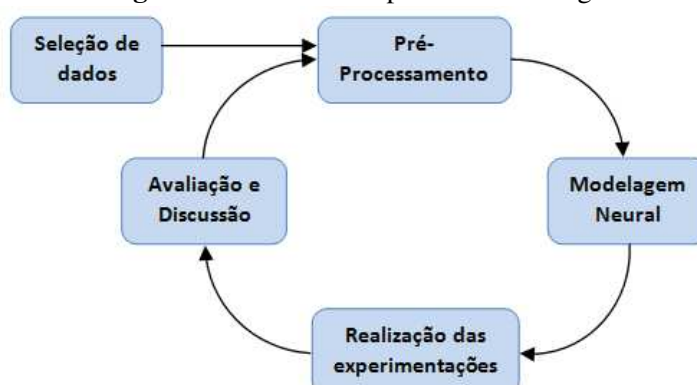 Seleção de
dados
Pré-
Processamento
Avaliação e
Discussão
Modelagem
Neural
Realização das
experimentações